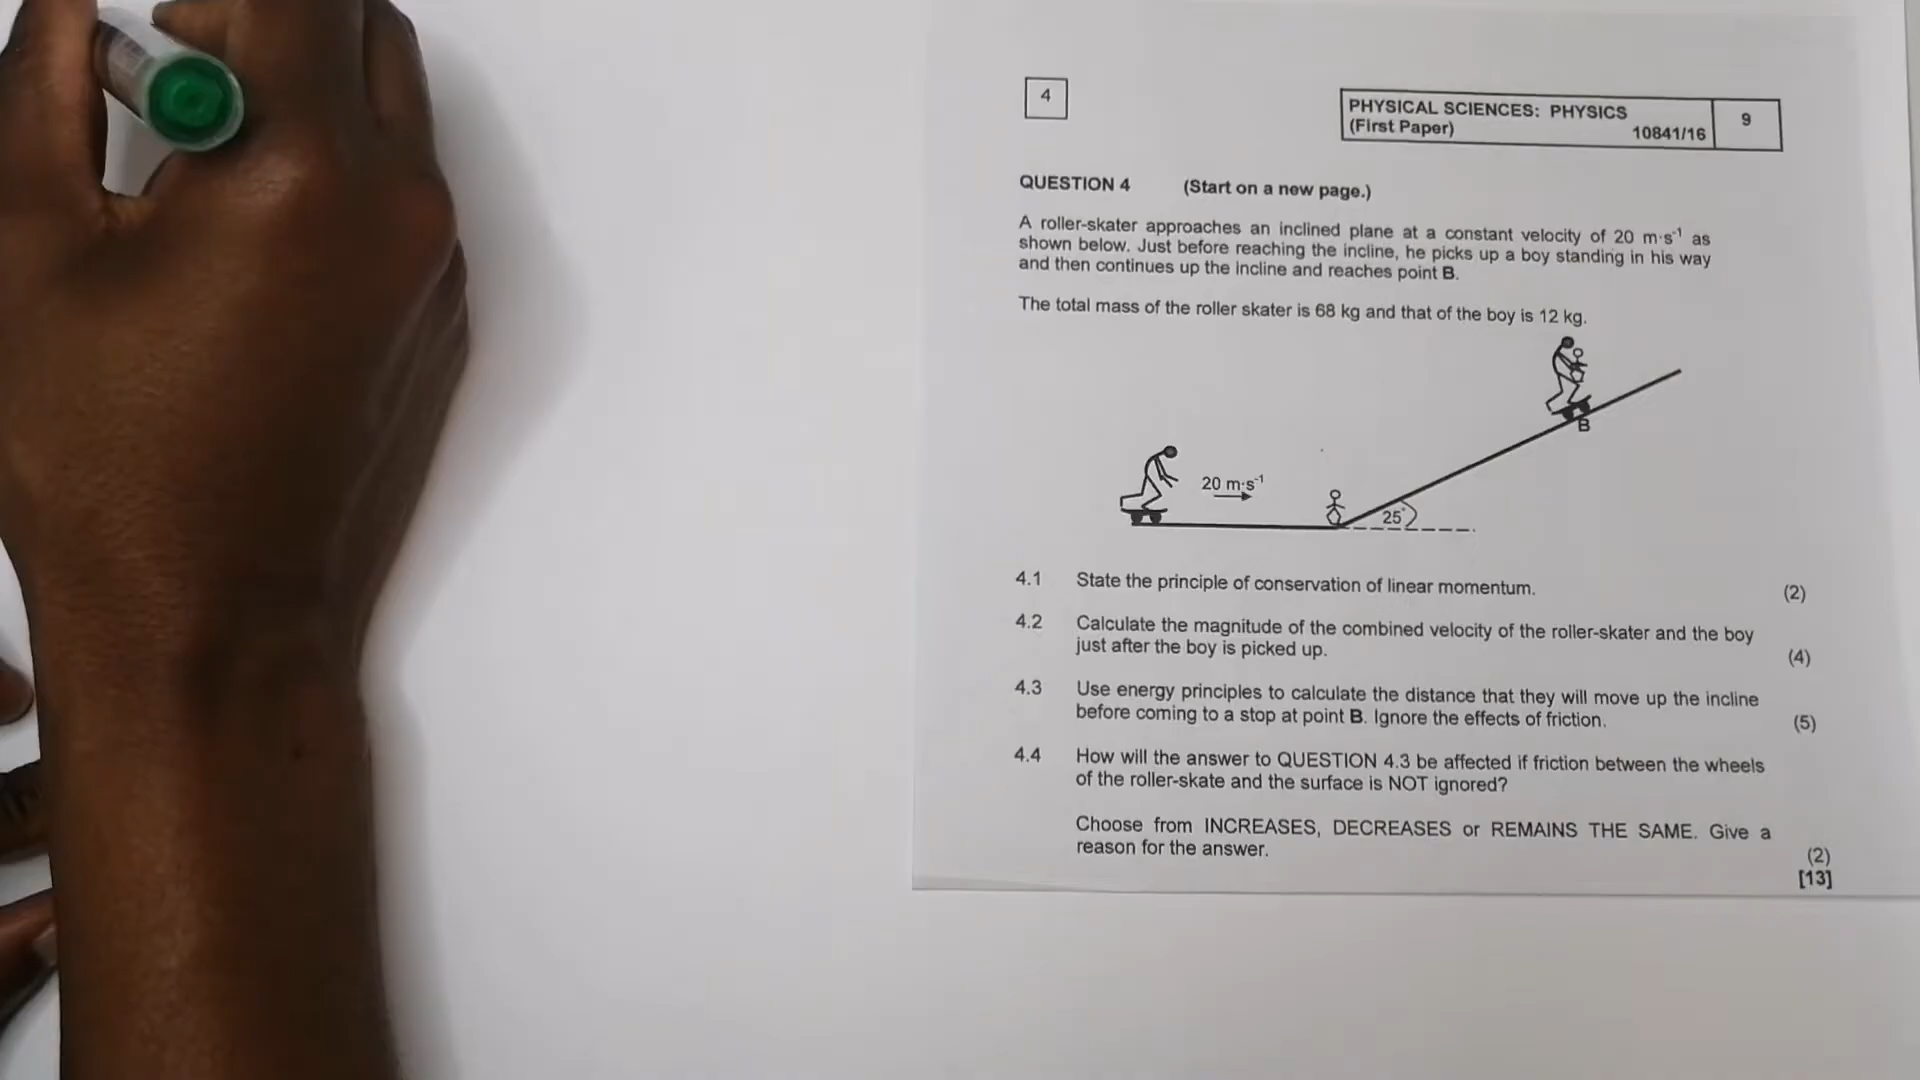 4
PHYSICAL SCIENCES: PHYSICS
(First Paper)
10841/16
9
QUESTION 4 (Start on a new page.)
A roller-skater approaches an inclined plane at a constant velocity of 20 m·s⁻¹ as
shown below. Just before reaching the incline, he picks up a boy standing in his way
and then continues up the incline and reaches point B.
The total mass of the roller skater is 68 kg and that of the boy is 12 kg.
B
20 m·s⁻¹
25°
4.1 State the principle of conservation of linear momentum. (2)
4.2 Calculate the magnitude of the combined velocity of the roller-skater and the boy
just after the boy is picked up. (4)
4.3 Use energy principles to calculate the distance that they will move up the incline
before coming to a stop at point B. Ignore the effects of friction. (5)
4.4 How will the answer to QUESTION 4.3 be affected if friction between the wheels
of the roller-skate and the surface is NOT ignored?
Choose from INCREASES, DECREASES or REMAINS THE SAME. Give a
reason for the answer. (2)
[13]